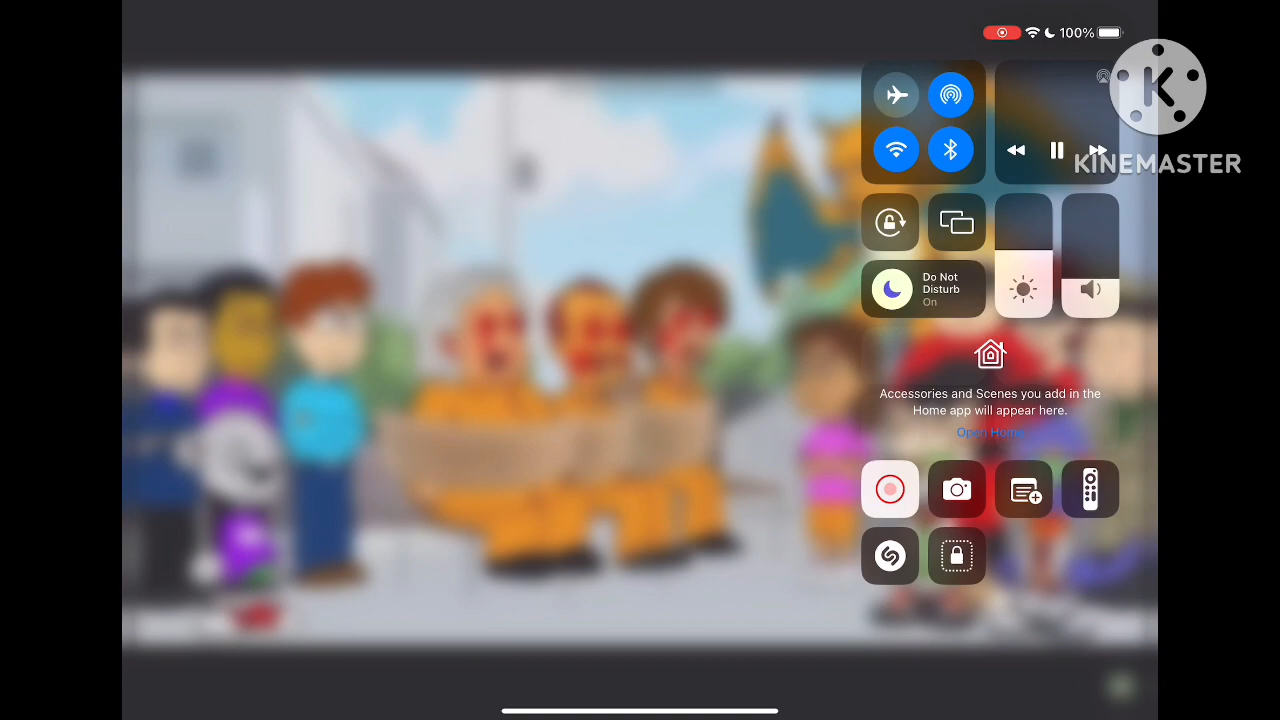 100%
K
KINEMASTER
Do Not
Disturb
On
Accessories and Scenes you add in the
Home app will appear here.
Open Home